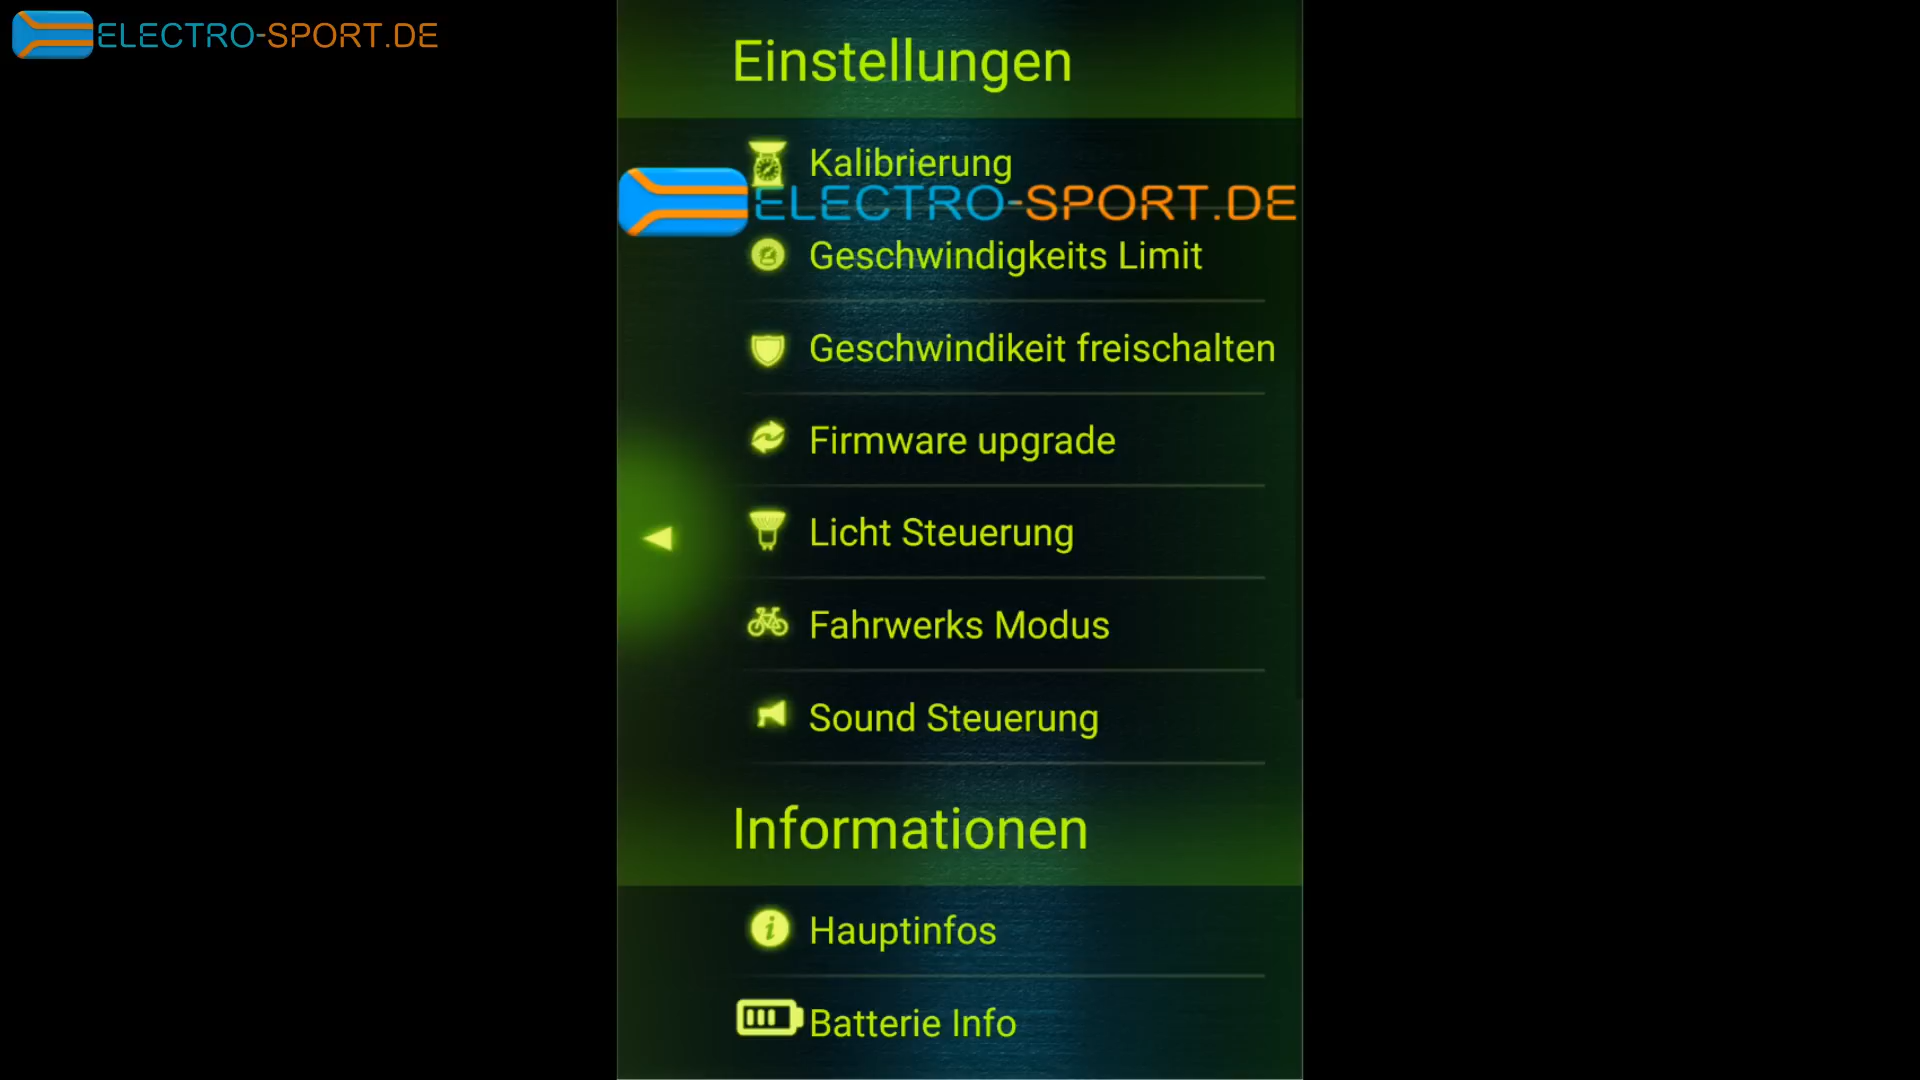 ELECTRO-SPORT.DE
Einstellungen
Kalibrierung
ELECTRO-SPORT.DE
Geschwindigkeits Limit
Geschwindikeit freischalten
Firmware upgrade
Licht Steuerung
Fahrwerks Modus
Sound Steuerung
Informationen
Hauptinfos
Batterie Info